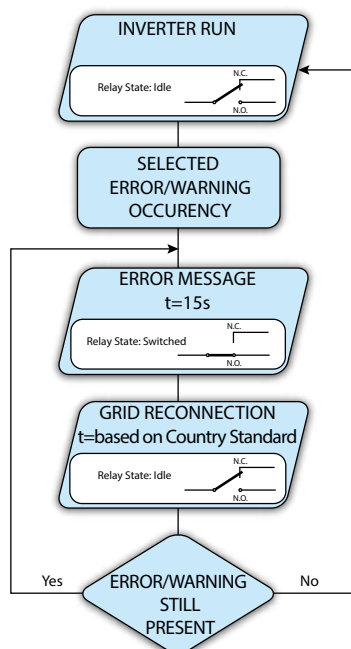 INVERTER RUN
Relay State: Idle
N.C.
N.O.
SELECTED
ERROR/WARNING
OCCURENCY
ERROR MESSAGE
t=15s
Relay State: Switched
N.C.
N.O.
GRID RECONNECTION
t=based on Country Standard
Relay State: Idle
N.C.
N.O.
Yes
ERROR/WARNING
STILL
PRESENT
No